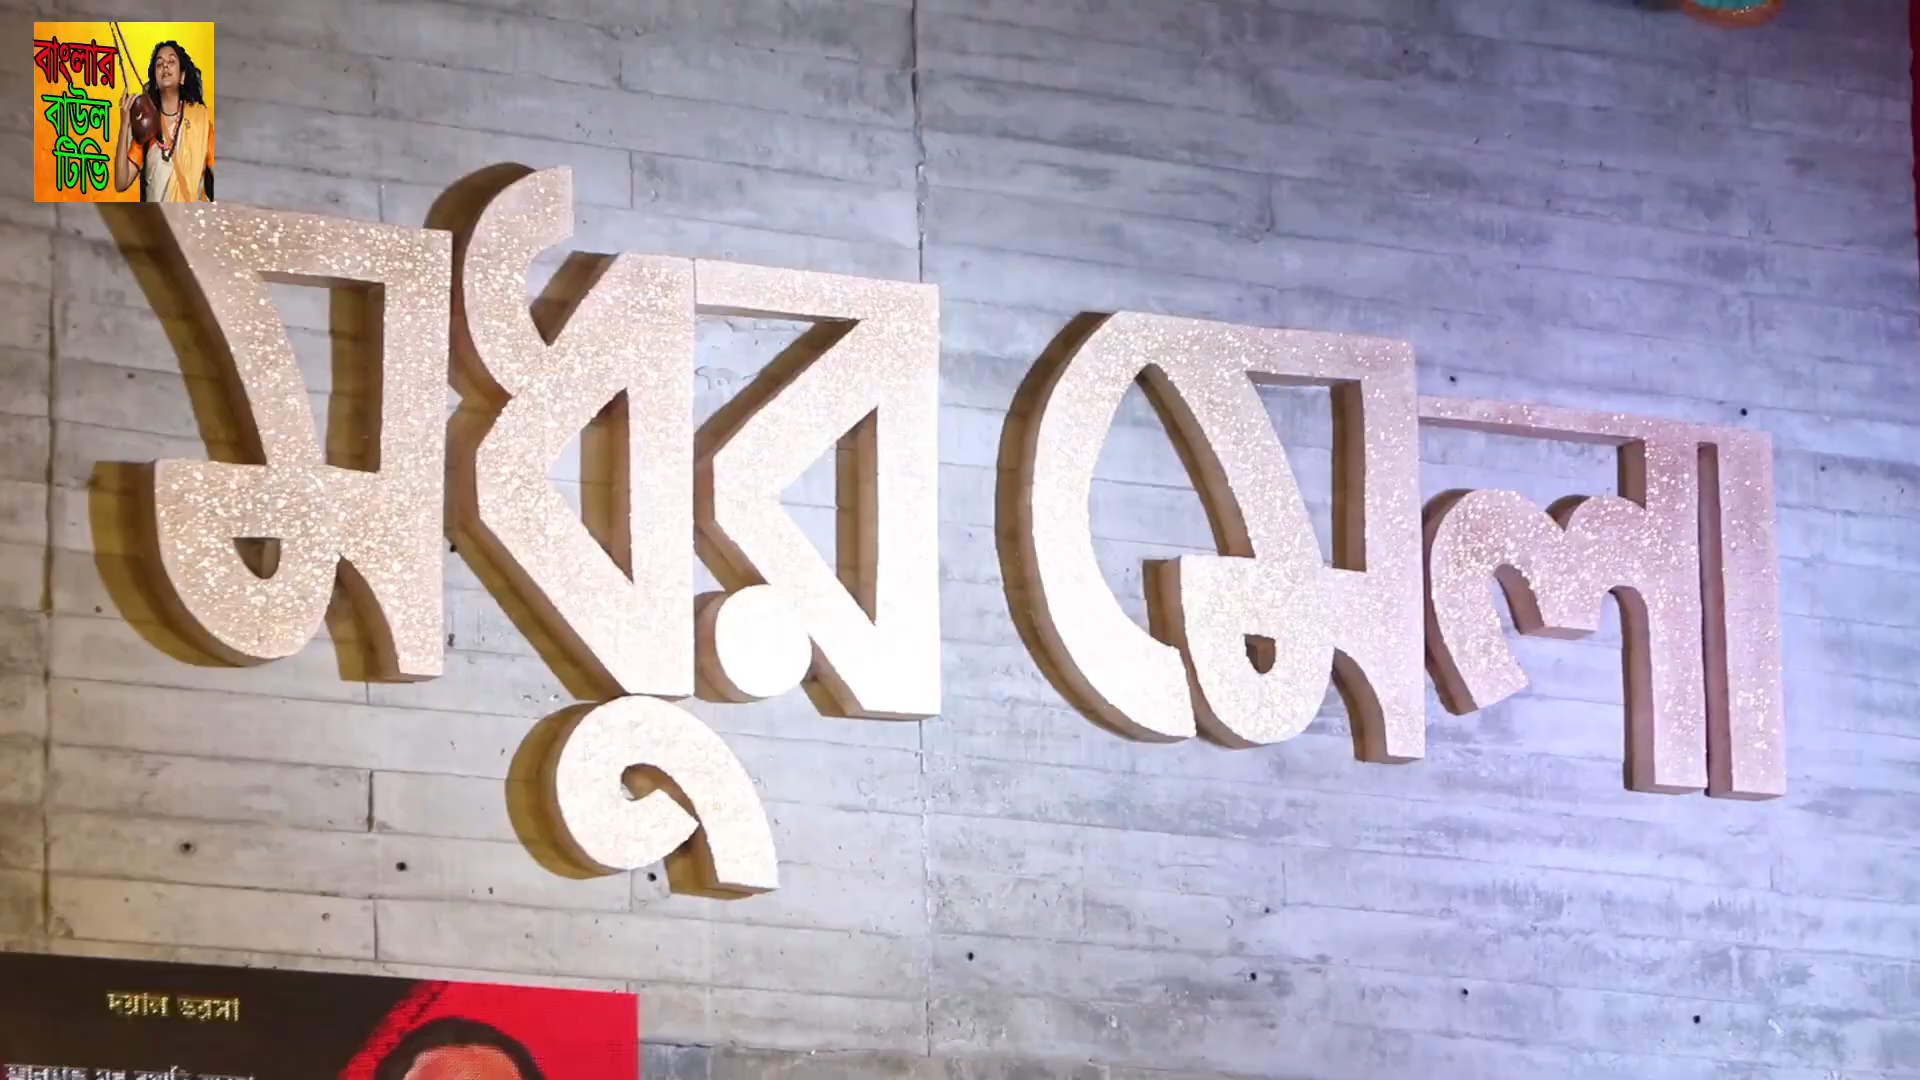 বাংলার
বাউল
টিভি
মধুর মেলা
দয়াল ভরসা